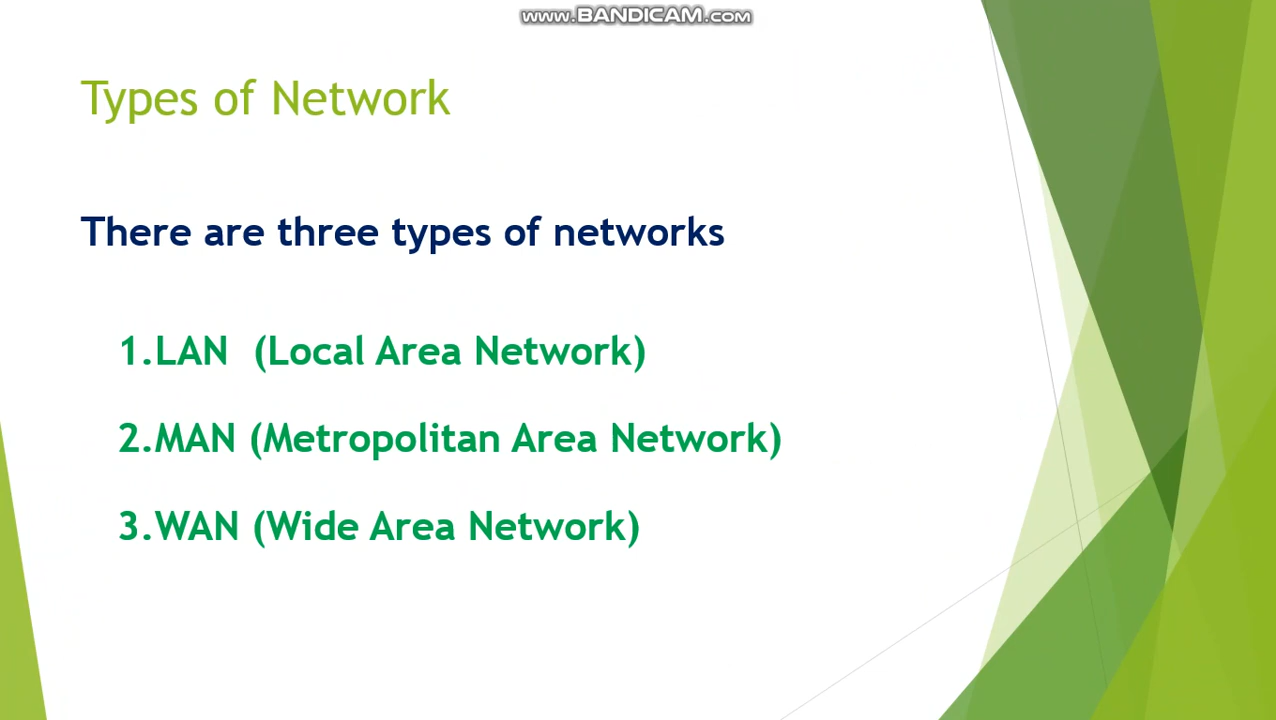 www.BANDICAM.com
Types of Network
There are three types of networks
1.LAN  (Local Area Network)
2.MAN (Metropolitan Area Network)
3.WAN (Wide Area Network)